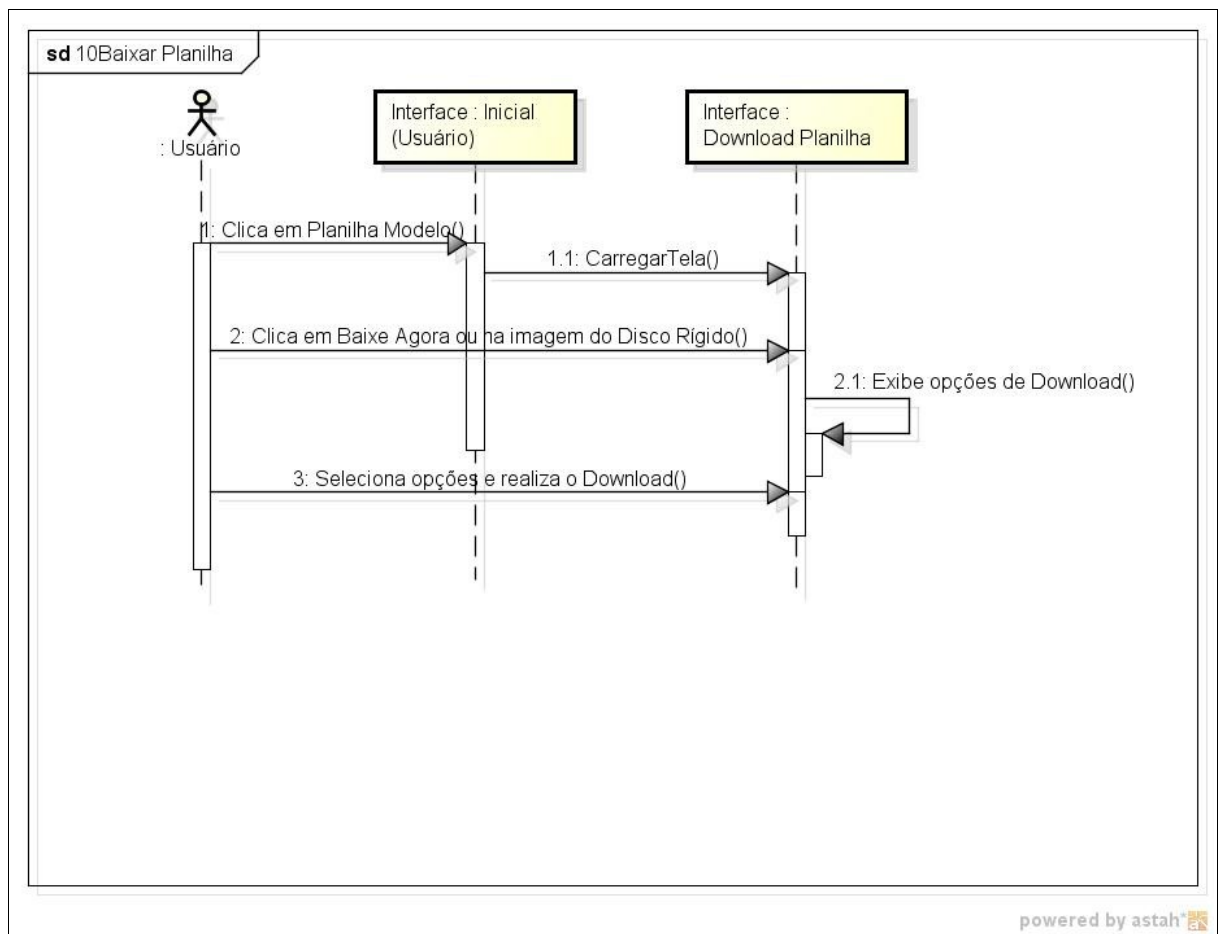 sd 10Baixar Planilha
: Usuário
Interface : Inicial
(Usuário)
Interface :
Download Planilha
1: Clica em Planilha Modelo()
1.1: CarregarTela()
2: Clica em Baixe Agora ou na imagem do Disco Rígido()
2.1: Exibe opções de Download()
3: Seleciona opções e realiza o Download()
powered by astah*